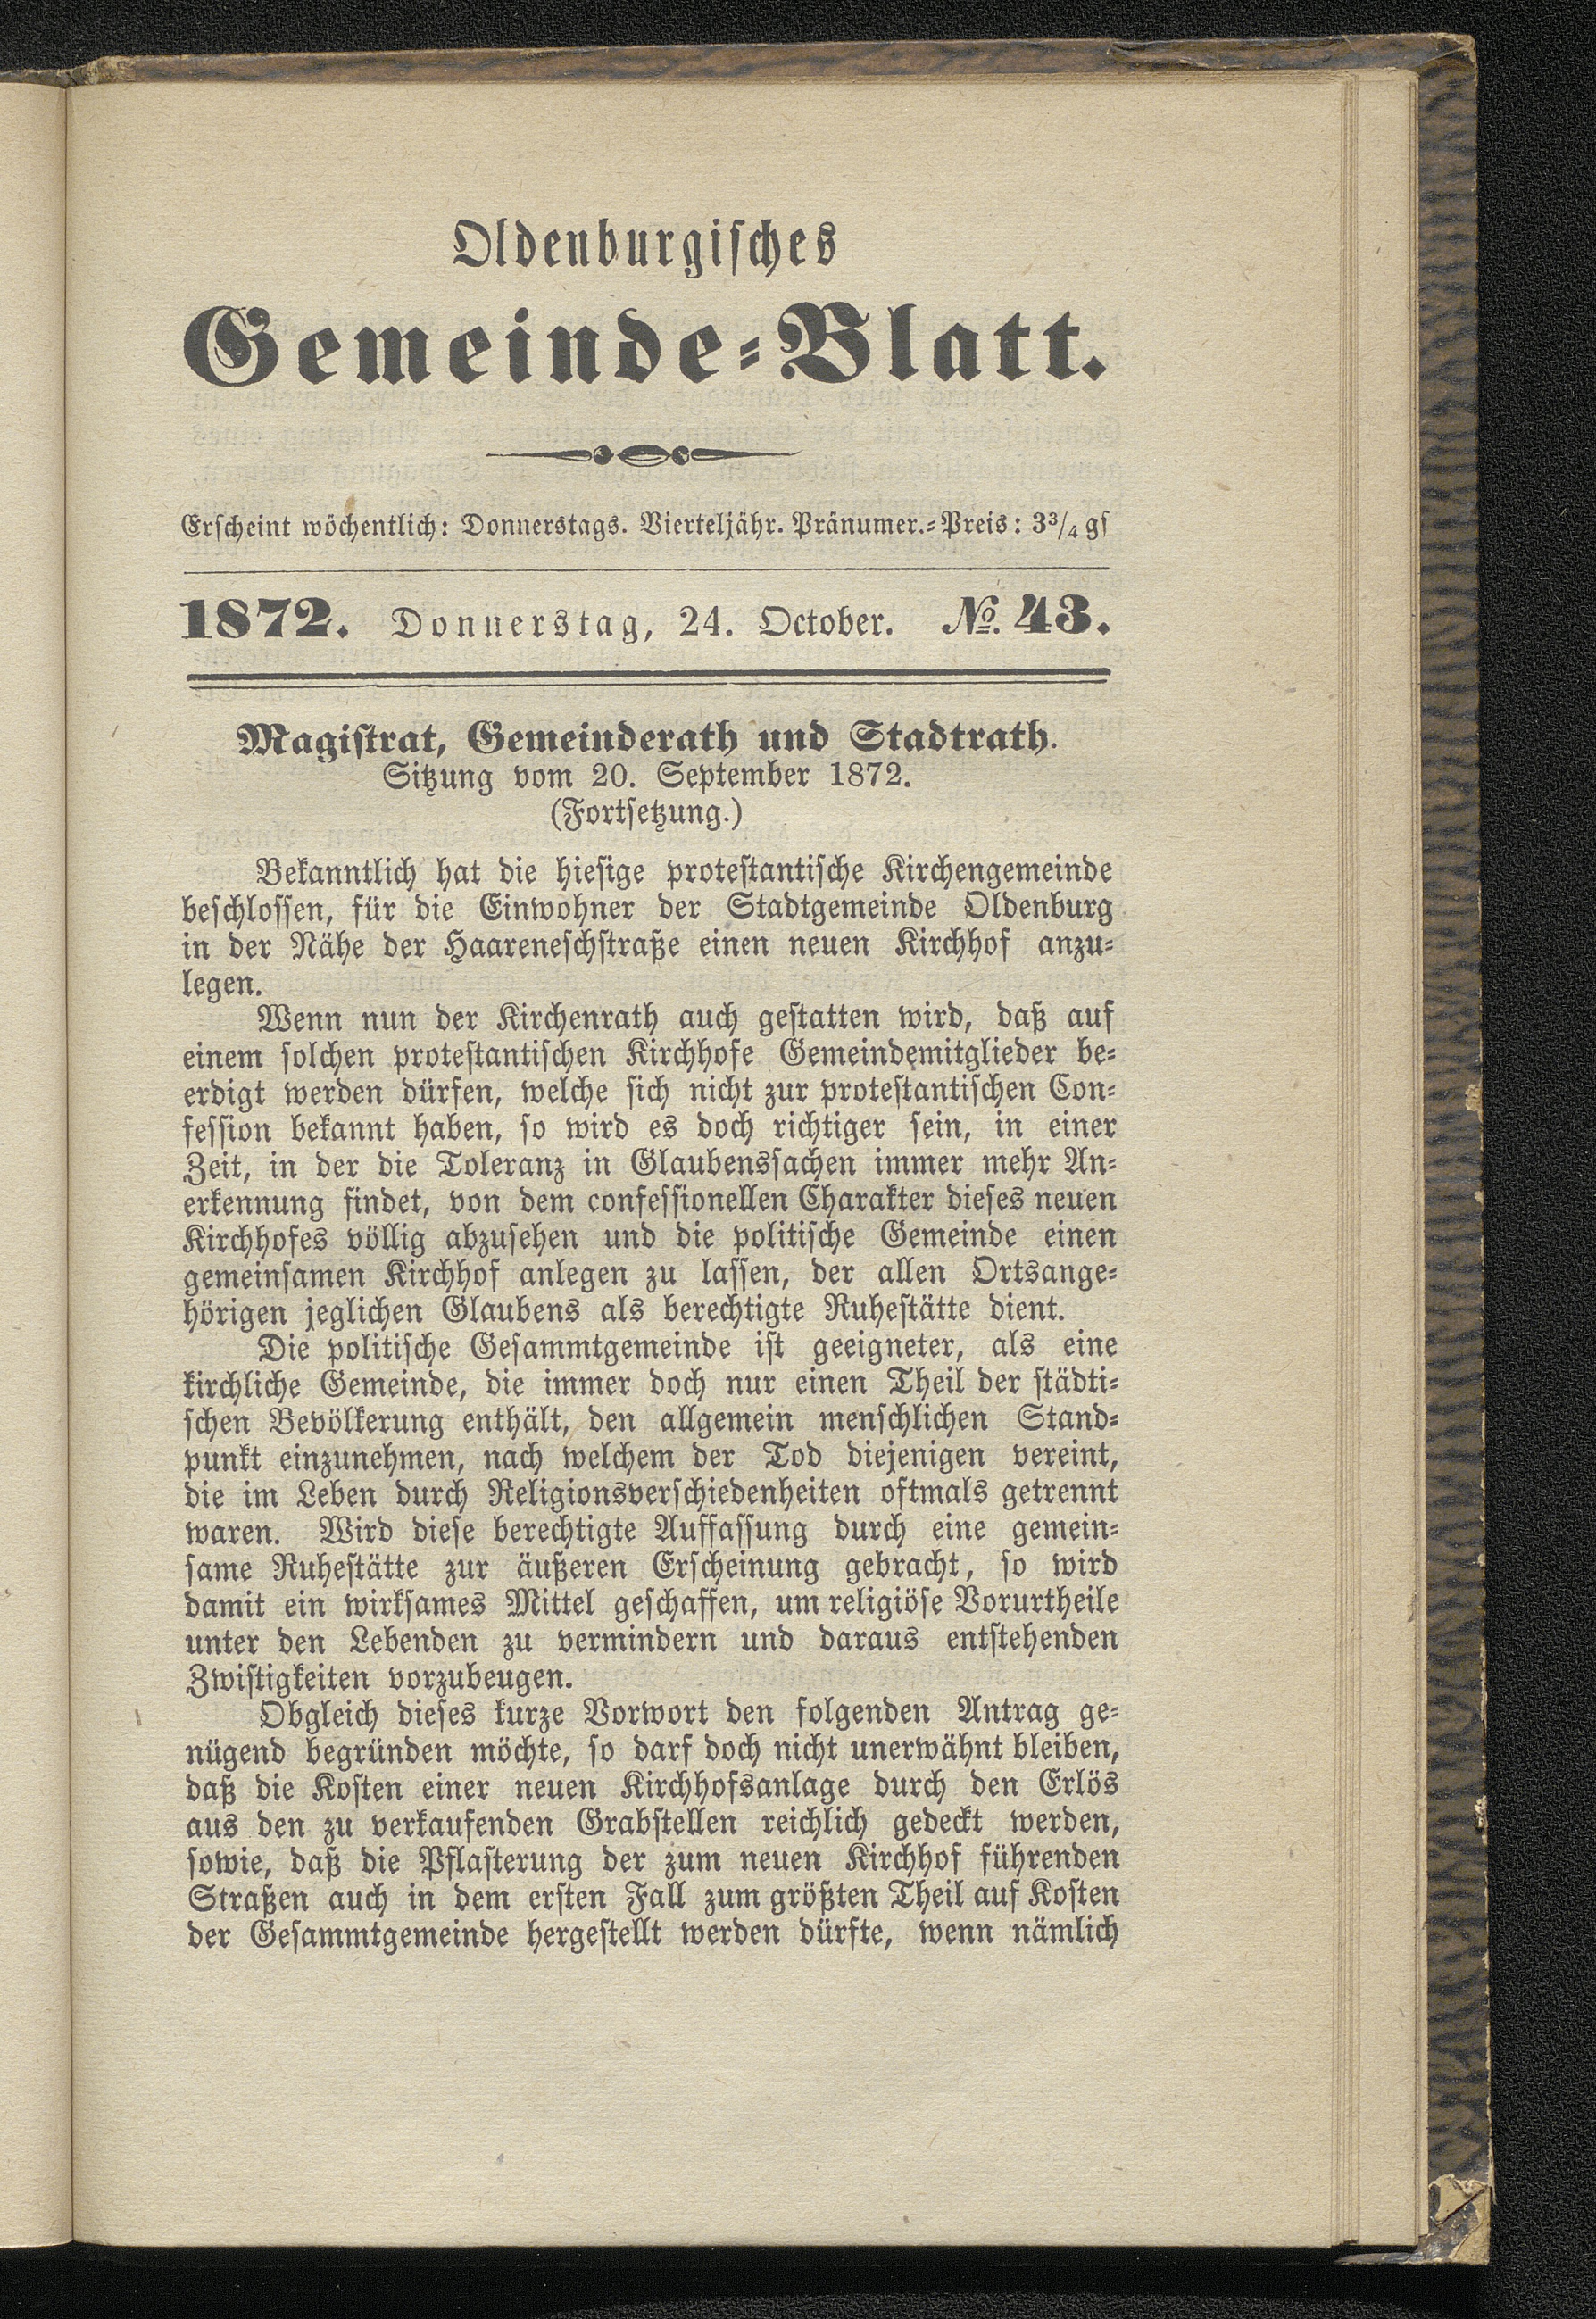 Oldenburgisches
Gemeinde-Blatt.
Erscheint wöchentlich: Donnerstags. Vierteljähr. Pränumer.-Preis: 3 3/4 gs
1872. Donnerstag, 24. October. No. 43.
Magistrat, Gemeinderath und Stadtrath.
Sitzung vom 20. September 1872.
(Fortsetzung.)
Bekanntlich hat die hiesige protestantische Kirchengemeinde
beschlossen, für die Einwohner der Stadtgemeinde Oldenburg
in der Nähe der Haareneschstraße einen neuen Kirchhof anzu-
legen.
Wenn nun der Kirchenrath auch gestatten wird, daß auf
einem solchen protestantischen Kirchhofe Gemeindemitglieder be-
erdigt werden dürfen, welche sich nicht zur protestantischen Con-
fession bekannt haben, so wird es doch richtiger sein, in einer
Zeit, in der die Toleranz in Glaubenssachen immer mehr An-
erkennung findet, von dem confessionellen Charakter dieses neuen
Kirchhofes völlig abzusehen und die politische Gemeinde einen
gemeinsamen Kirchhof anlegen zu lassen, der allen Ortsange-
hörigen jeglichen Glaubens als berechtigte Ruhestätte dient.
Die politische Gesammtgemeinde ist geeigneter, als eine
kirchliche Gemeinde, die immer doch nur einen Theil der städti-
schen Bevölkerung enthält, den allgemein menschlichen Stand-
punkt einzunehmen, nach welchem der Tod diejenigen vereint,
die im Leben durch Religionsverschiedenheiten oftmals getrennt
waren. Wird diese berechtigte Auffassung durch eine gemein-
same Ruhestätte zur äußeren Erscheinung gebracht, so wird
damit ein wirksames Mittel geschaffen, um religiöse Vorurtheile
unter den Lebenden zu vermindern und daraus entstehenden
Zwistigkeiten vorzubeugen.
Obgleich dieses kurze Vorwort den folgenden Antrag ge-
nügend begründen möchte, so darf doch nicht unerwähnt bleiben,
daß die Kosten einer neuen Kirchhofsanlage durch den Erlös
aus den zu verkaufenden Grabstellen reichlich gedeckt werden,
sowie, daß die Pflasterung der zum neuen Kirchhof führenden
Straßen auch in dem ersten Fall zum größten Theil auf Kosten
der Gesammtgemeinde hergestellt werden dürfte, wenn nämlich